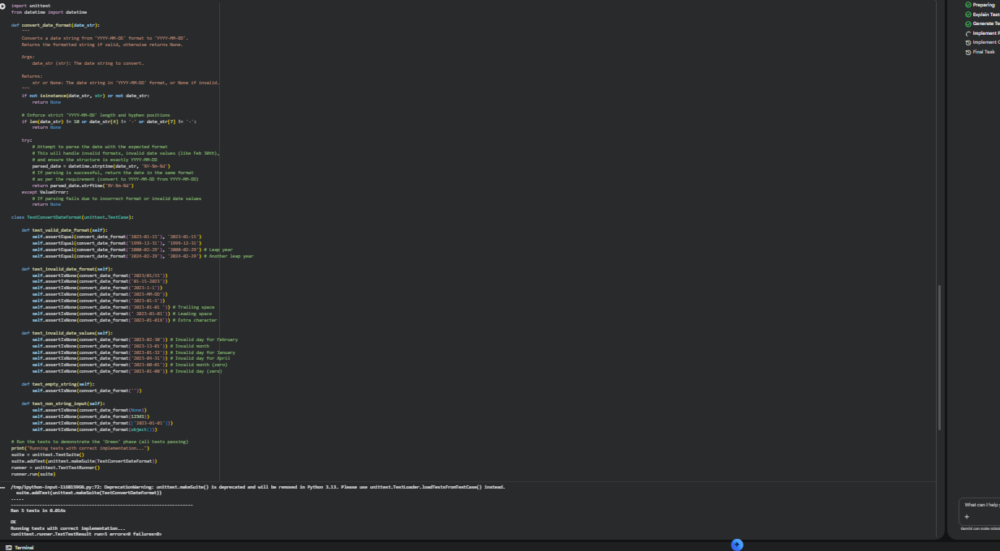 import unittest
from datetime import datetime
def convert_date_format(date_str):
"""
Converts a date string from 'YYYY-MM-DD' format to 'YYYY-MM-DD'.
Returns the formatted string if valid, otherwise returns None.
Args:
date_str (str): The date string to convert.
Returns:
str or None: The date string in 'YYYY-MM-DD' format, or None if invalid.
"""
if not isinstance(date_str, str) or not date_str:
return None
# Enforce strict 'YYYY-MM-DD' length and hyphen positions
if len(date_str) != 10 or date_str[4] != '-' or date_str[7] != '-':
return None
try:
# Attempt to parse the date with the expected format
# This will handle invalid formats, invalid date values (like Feb 30th),
# and ensure the structure is exactly YYYY-MM-DD
parsed_date = datetime.strptime(date_str, '%Y-%m-%d')
# If parsing is successful, return the date in the same format
# as per the requirement (convert to YYYY-MM-DD from YYYY-MM-DD)
return parsed_date.strftime('%Y-%m-%d')
except ValueError:
# If parsing fails due to incorrect format or invalid date values
return None
class TestConvertDateFormat(unittest.TestCase):
def test_valid_date_format(self):
self.assertEqual(convert_date_format('2023-01-15'), '2023-01-15')
self.assertEqual(convert_date_format('1999-12-31'), '1999-12-31')
self.assertEqual(convert_date_format('2000-02-29'), '2000-02-29') # Leap year
self.assertEqual(convert_date_format('2024-02-29'), '2024-02-29') # Another leap year
def test_invalid_date_format(self):
self.assertIsNone(convert_date_format('2023/01/15'))
self.assertIsNone(convert_date_format('01-15-2023'))
self.assertIsNone(convert_date_format('2023-1-1'))
self.assertIsNone(convert_date_format('2023-MM-DD'))
self.assertIsNone(convert_date_format('2023-01-5'))
self.assertIsNone(convert_date_format('2023-01-01 ')) # Trailing space
self.assertIsNone(convert_date_format(' 2023-01-01')) # Leading space
self.assertIsNone(convert_date_format('2023-01-01X')) # Extra character
def test_invalid_date_values(self):
self.assertIsNone(convert_date_format('2023-02-30')) # Invalid day for February
self.assertIsNone(convert_date_format('2023-13-01')) # Invalid month
self.assertIsNone(convert_date_format('2023-01-32')) # Invalid day for January
self.assertIsNone(convert_date_format('2023-04-31')) # Invalid day for April
self.assertIsNone(convert_date_format('2023-00-01')) # Invalid month (zero)
self.assertIsNone(convert_date_format('2023-01-00')) # Invalid day (zero)
def test_empty_string(self):
self.assertIsNone(convert_date_format(''))
def test_non_string_input(self):
self.assertIsNone(convert_date_format(None))
self.assertIsNone(convert_date_format(12345))
self.assertIsNone(convert_date_format(['2023-01-01']))
self.assertIsNone(convert_date_format(object()))
# Run the tests to demonstrate the 'Green' phase (all tests passing)
print("Running tests with correct implementation...")
suite = unittest.TestSuite()
suite.addTest(unittest.makeSuite(TestConvertDateFormat))
runner = unittest.TextTestRunner()
runner.run(suite)
/tmp/ipython-input-116815960.py:72: DeprecationWarning: unittest.makeSuite() is deprecated and will be removed in Python 3.13. Please use unittest.TestLoader.loadTestsFromTestCase() instead.
suite.addTest(unittest.makeSuite(TestConvertDateFormat))
.....
----------------------------------------------------------------------
Ran 5 tests in 0.014s
OK
Running tests with correct implementation...
<unittest.runner.TextTestResult run=5 errors=0 failures=0>
Terminal
Preparing
Explain Test
Generate Te
Implement F
Implement C
Final Task
What can I help y
+
Gemini can make mista